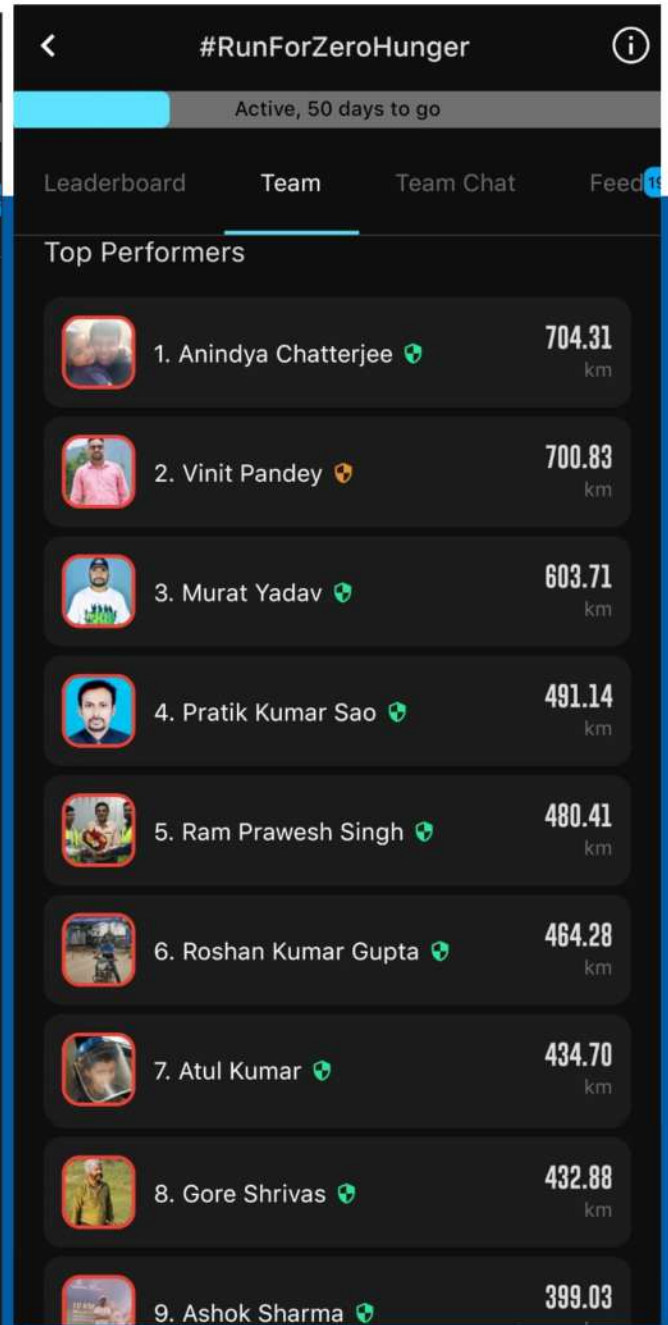 #RunForZeroHunger
Active, 50 days to go
Leaderboard Team Team Chat Feed 19
Top Performers
1. Anindya Chatterjee 704.31
km
2. Vinit Pandey 700.83
km
3. Murat Yadav 603.71
km
4. Pratik Kumar Sao 491.14
km
5. Ram Prawesh Singh 480.41
km
6. Roshan Kumar Gupta 464.28
km
7. Atul Kumar 434.70
km
8. Gore Shrivas 432.88
km
9. Ashok Sharma 399.03